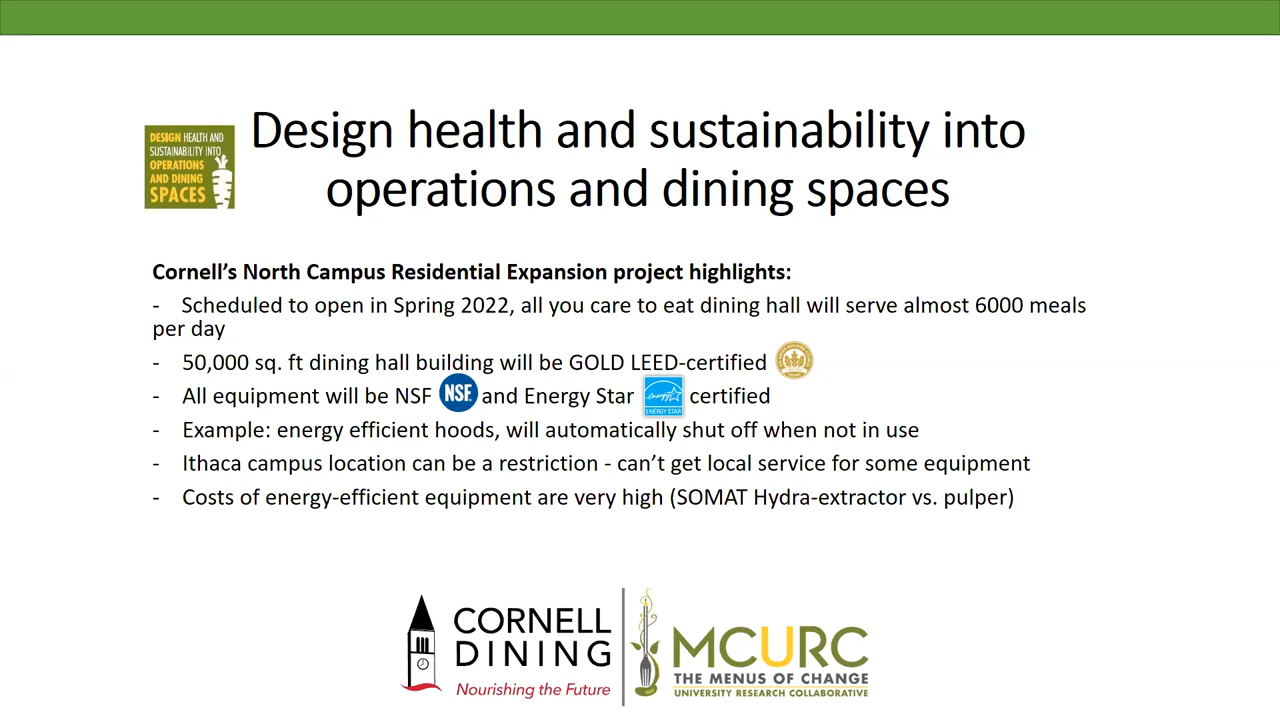 DESIGN HEALTH AND
SUSTAINABILITY INTO
OPERATIONS
AND DINING
SPACES
Design health and sustainability into
operations and dining spaces
Cornell’s North Campus Residential Expansion project highlights:
- Scheduled to open in Spring 2022, all you care to eat dining hall will serve almost 6000 meals
per day
- 50,000 sq. ft dining hall building will be GOLD LEED-certified
- All equipment will be NSF NSF and Energy Star energy ENERGY STAR certified
- Example: energy efficient hoods, will automatically shut off when not in use
- Ithaca campus location can be a restriction - can’t get local service for some equipment
- Costs of energy-efficient equipment are very high (SOMAT Hydra-extractor vs. pulper)
CORNELL
DINING
Nourishing the Future
MCURC
THE MENUS OF CHANGE
UNIVERSITY RESEARCH COLLABORATIVE